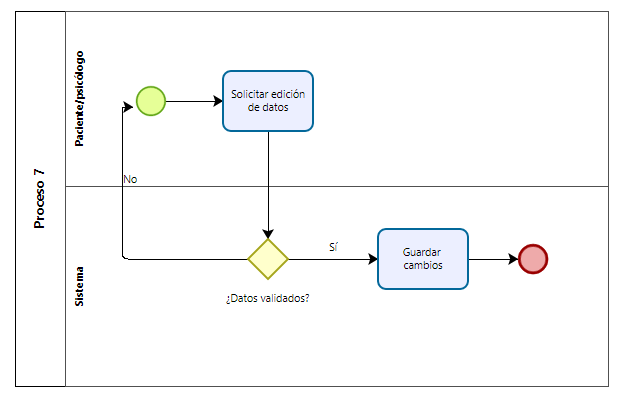 Proceso 7
Paciente/psicólogo
Solicitar edición
de datos
No
Sistema
Sí
Guardar
cambios
¿Datos validados?